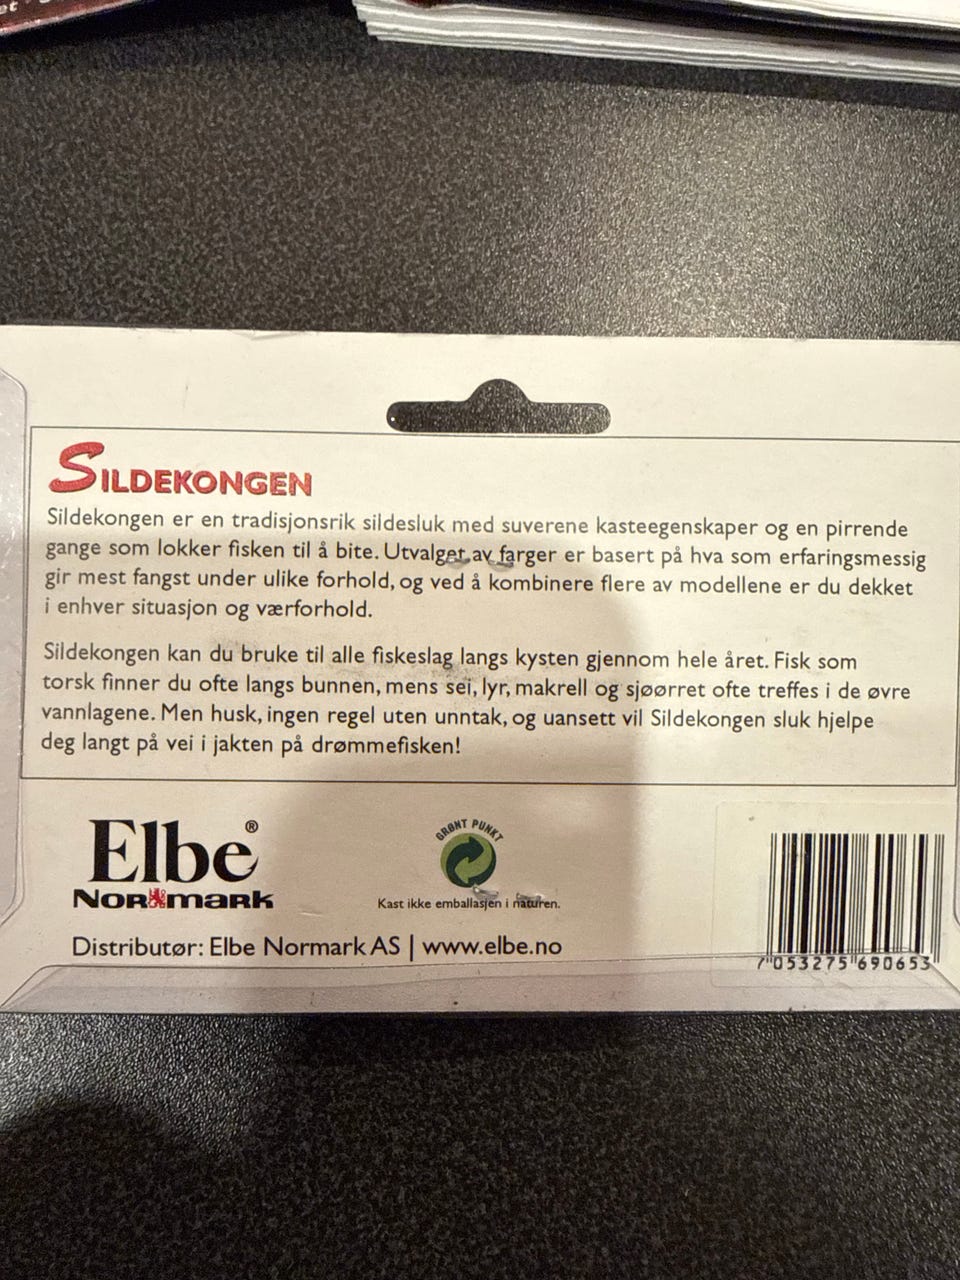 et
SILDEKONGEN
Sildekongen er en tradisjonsrik sildesluk med suverene kasteegenskaper og en pirrende
gange som lokker fisken til å bite. Utvalget av farger er basert på hva som erfaringsmessig
gir mest fangst under ulike forhold, og ved å kombinere flere av modellene er du dekket
i enhver situasjon og værforhold.
Sildekongen kan du bruke til alle fiskeslag langs kysten gjennom hele året. Fisk som
torsk finner du ofte langs bunnen, mens sei, lyr, makrell og sjøørret ofte treffes i de øvre
vannlagene. Men husk, ingen regel uten unntak, og uansett vil Sildekongen sluk hjelpe
deg langt på vei i jakten på drømmefisken!
Elbe®
NORMARK
GRØNT PUNKT
Kast ikke emballasjen i naturen.
Distributør: Elbe Normark AS | www.elbe.no
7 053275 690653